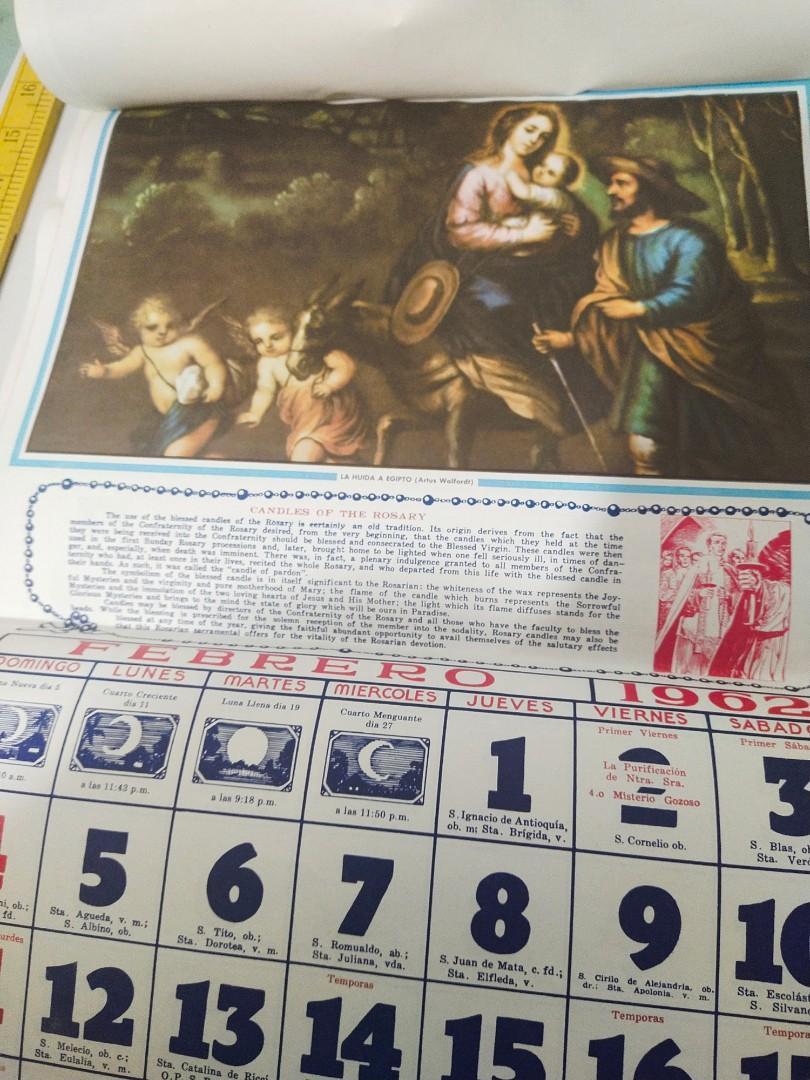 16
15
LA HUIDA A EGIPTO (Artus Walfordt)
CANDLES OF THE ROSARY
The use of the blessed candles of the Rosary is certainly an old tradition. Its origin derives from the fact that the
members of the Confraternity of the Rosary desired, from the very beginning, that the candles which they held at the time
they were being received into the Confraternity should be blessed and consecrated to the Blessed Virgin. These candles were then
used in the first Sunday Rosary processions and, later, brought home to be lighted when one fell seriously ill, in times of dan-
ger, and, especially, when death was imminent. There was, in fact, a plenary indulgence granted to all members of the Confra-
ternity who had, at least once in their lives, recited the whole Rosary, and who departed from this life with the blessed candle in
their hands. As such, it was called the "candle of pardon".
The symbolism of the blessed candle is in itself significant to the Rosarian: the whiteness of the wax represents the Joy-
ful Mysteries and the virginity and pure motherhood of Mary; the flame of the candle which burns represents the Sorrowful
Mysteries and the immolation of the two loving hearts of Jesus and His Mother; the light which its flame diffuses stands for the
Glorious Mysteries and brings to the mind the state of glory which will be ours in Paradise.
Candles may be blessed by directors of the Confraternity of the Rosary and all those who have the faculty to bless the
beads. While the blessing is prescribed for the solemn reception of the member into the sodality, Rosary candles may also be
blessed at any time of the year, giving the faithful abundant opportunity to avail themselves of the salutary effects
that this Rosarian sacramental offers for the vitality of the Rosarian devotion.
FEBRERO 1962
DOMINGO LUNES MARTES MIERCOLES JUEVES VIERNES SABADO
Nueva dia 5
a.m.
Cuarto Creciente
dia 11
a las 11:43 p.m.
Luna Llena dia 19
a las 9:18 p.m.
Cuarto Menguante
dia 27
a las 11:50 p.m.
1
S. Ignacio de Antioquía,
ob. m; Sta. Brígida, v.
Primer Viernes
2
La Purificación
de Ntra. Sra.
4.o Misterio Gozoso
S. Cornelio ob.
Primer
3
S. Blas,
Sta.
4
ob.;
fd.
5
Sta. Agueda, v. m.;
S. Albino, ob.
6
S. Tito, ob.;
Sta. Dorotea, v. m.
7
S. Romualdo, ab.;
Sta. Juliana, vda.
8
S. Juan de Mata, c. fd.;
Sta. Elfleda, v.
9
S. Cirilo de Alejandria, ob.
dr.; Sta. Apolonia, v. m.
10
Sta.
S.
12
S. Melecio, ob. c.;
Sta. Eulalia, v. m.
13
Sta. Catalina de Ricci
O.P.
Temporas
14
15
Temporas
16